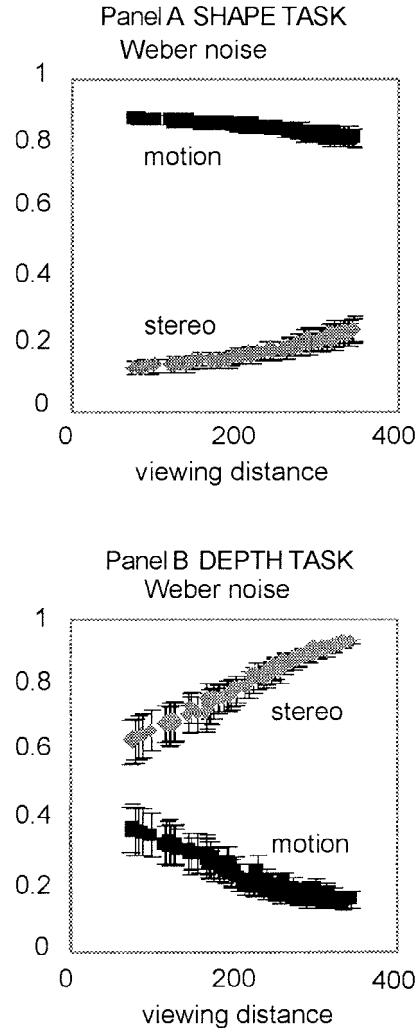 Panel A SHAPE TASK
Weber noise
1
0.8
motion
0.6
0.4
stereo
0.2
0
0 200 400
viewing distance
Panel B DEPTH TASK
Weber noise
1
0.8
stereo
0.6
0.4
motion
0.2
0
0 200 400
viewing distance